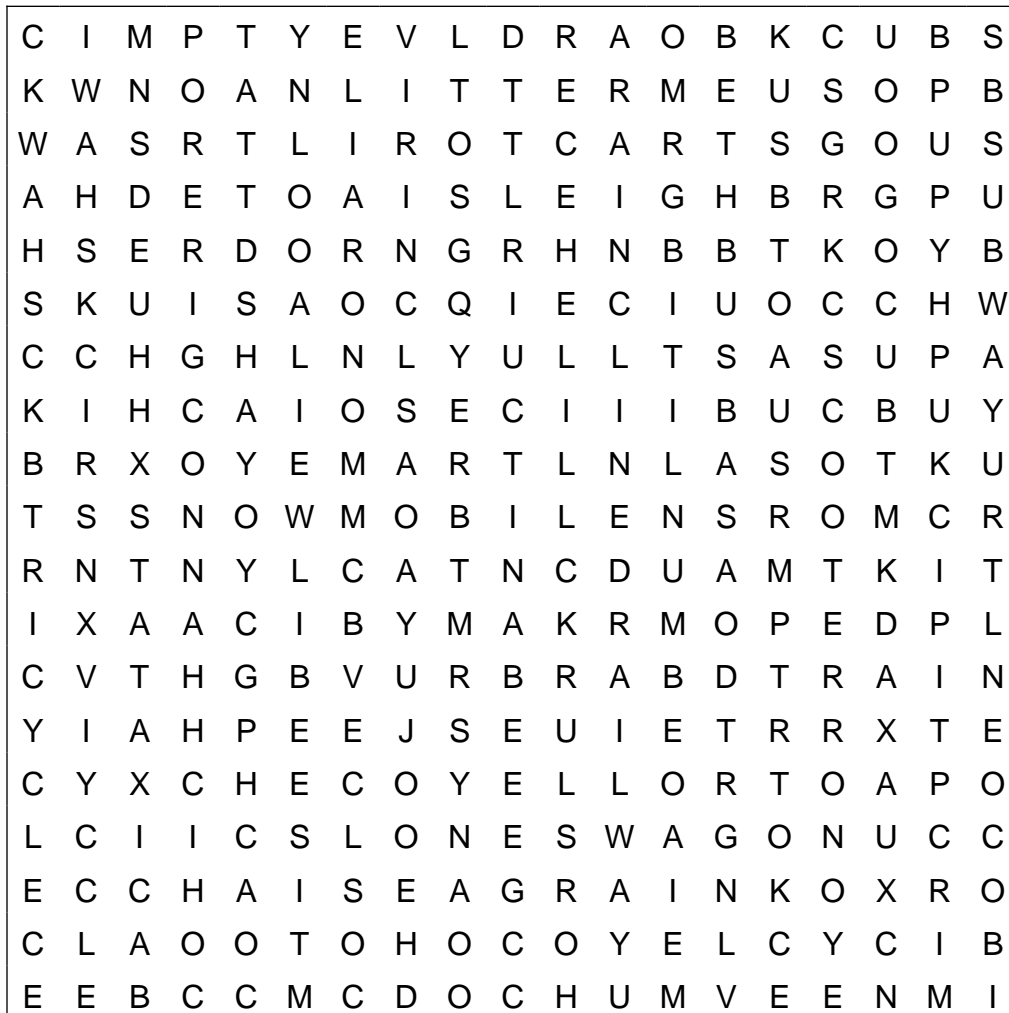 C I M P T Y E V L D R A O B K C U B S
K W N O A N L I T T E R M E U S O P B
W A S R T L I R O T C A R T S G O U S
A H D E T O A I S L E I G H B R G P U
H S E R D O R N G R H N B B T K O Y B
S K U I S A O C Q I E C I U O C C H W
C C H G H L N L Y U L L T S A S U P A
K I H C A I O S E C I I I B U C B U Y
B R X O Y E M A R T L N L A S O T K U
T S S N O W M O B I L E N S R O M C R
R N T N Y L C A T N C D U A M T K I T
I X A A C I B Y M A K R M O P E D P L
C V T H G B V U R B R A B D T R A I N
Y I A H P E E J S E U I E T R R X T E
C Y X C H E C O Y E L L O R T O A P O
L C I I C S L O N E S W A G O N U C C
E C C H A I S E A G R A I N K O X R O
C L A O O T O H O C O Y E L C Y C I B
E E B C C M C D O C H U M V E E N M I